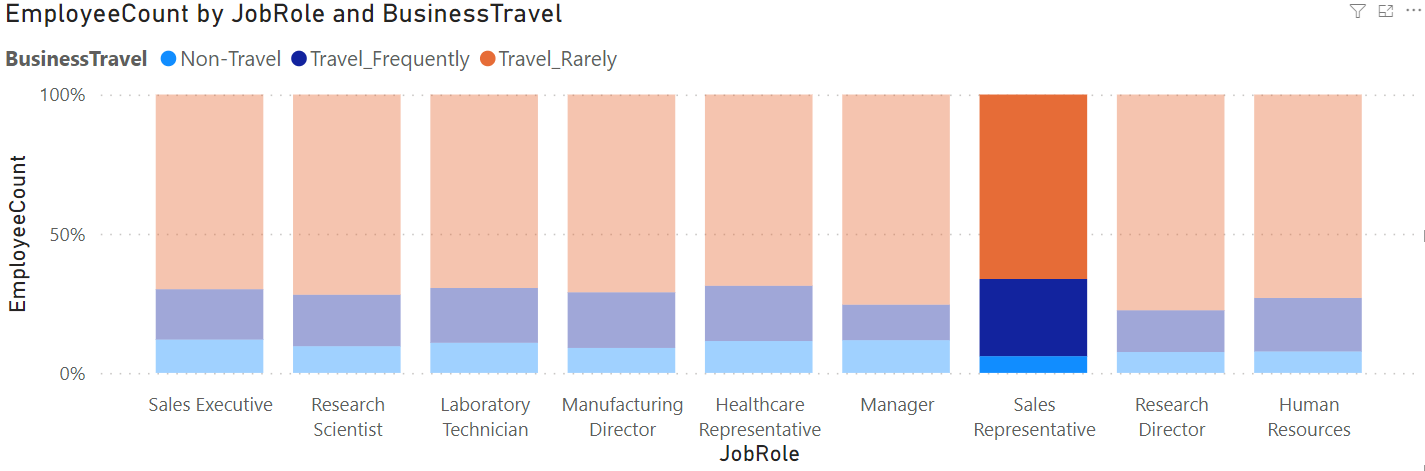 EmployeeCount by JobRole and BusinessTravel
BusinessTravel Non-Travel Travel_Frequently Travel_Rarely
100%
50%
0%
EmployeeCount
Sales Executive
Research
Scientist
Laboratory
Technician
Manufacturing
Director
Healthcare
Representative
Manager
Sales
Representative
Research
Director
Human
Resources
JobRole